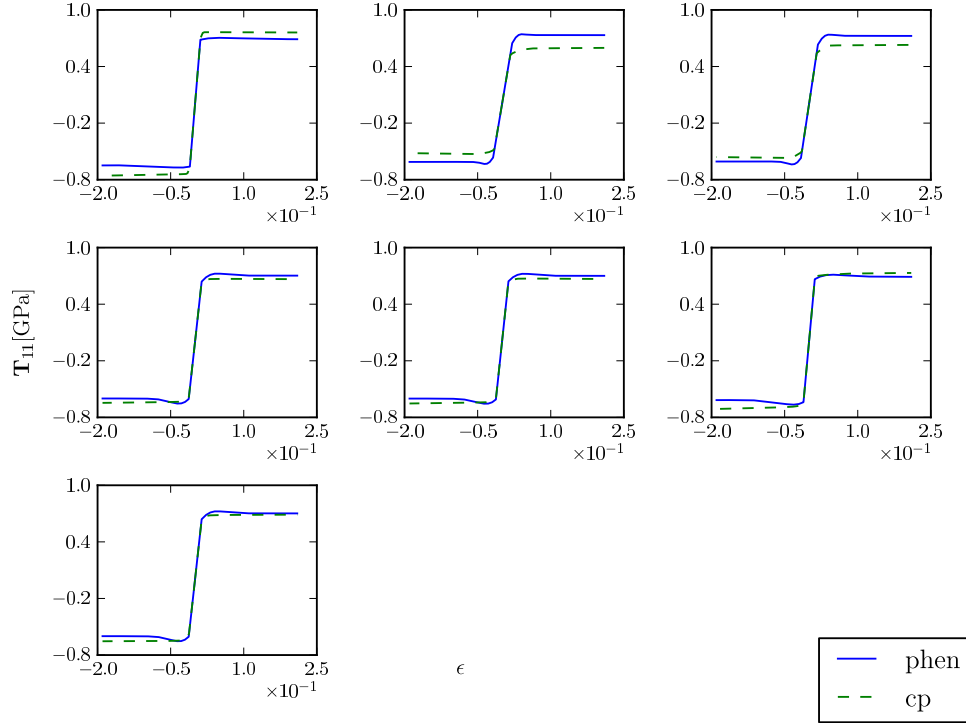 1.0 1.0 1.0
0.4 0.4 0.4
−0.2 −0.2 −0.2
−0.8 −0.8 −0.8
−2.0 −0.5 1.0 2.5 −2.0 −0.5 1.0 2.5 −2.0 −0.5 1.0 2.5
×10⁻¹ ×10⁻¹ ×10⁻¹
1.0 1.0 1.0
0.4 0.4 0.4
T₁₁[GPa]
−0.2 −0.2 −0.2
−0.8 −0.8 −0.8
−2.0 −0.5 1.0 2.5 −2.0 −0.5 1.0 2.5 −2.0 −0.5 1.0 2.5
×10⁻¹ ×10⁻¹ ×10⁻¹
1.0
0.4
−0.2
−0.8
−2.0 −0.5 1.0 2.5
×10⁻¹
ϵ
phen
cp